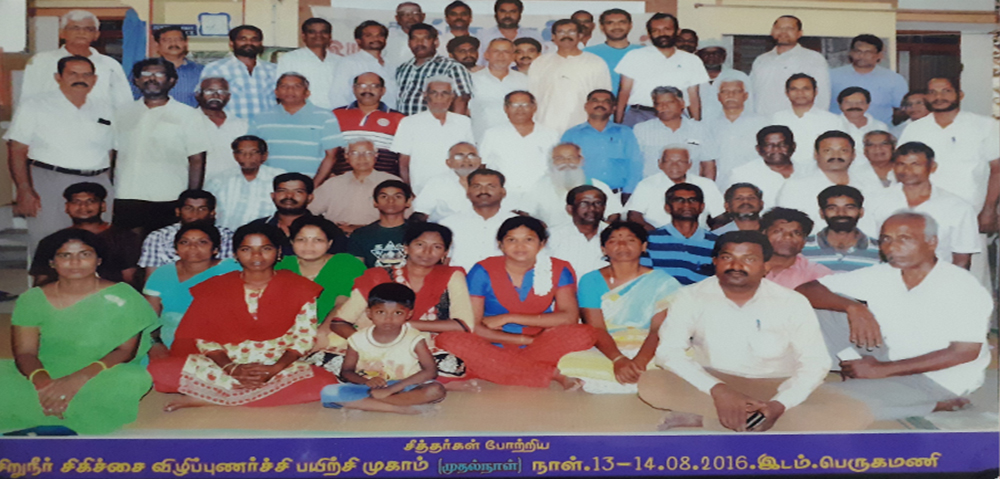 சித்தர்கள் போற்றிய
சிறுநீர் சிகிச்சை விழிப்புணர்ச்சி பயிற்சி முகாம் (முதல்நாள்) நாள்.13-14.08.2016.இடம்.பெருகமணி